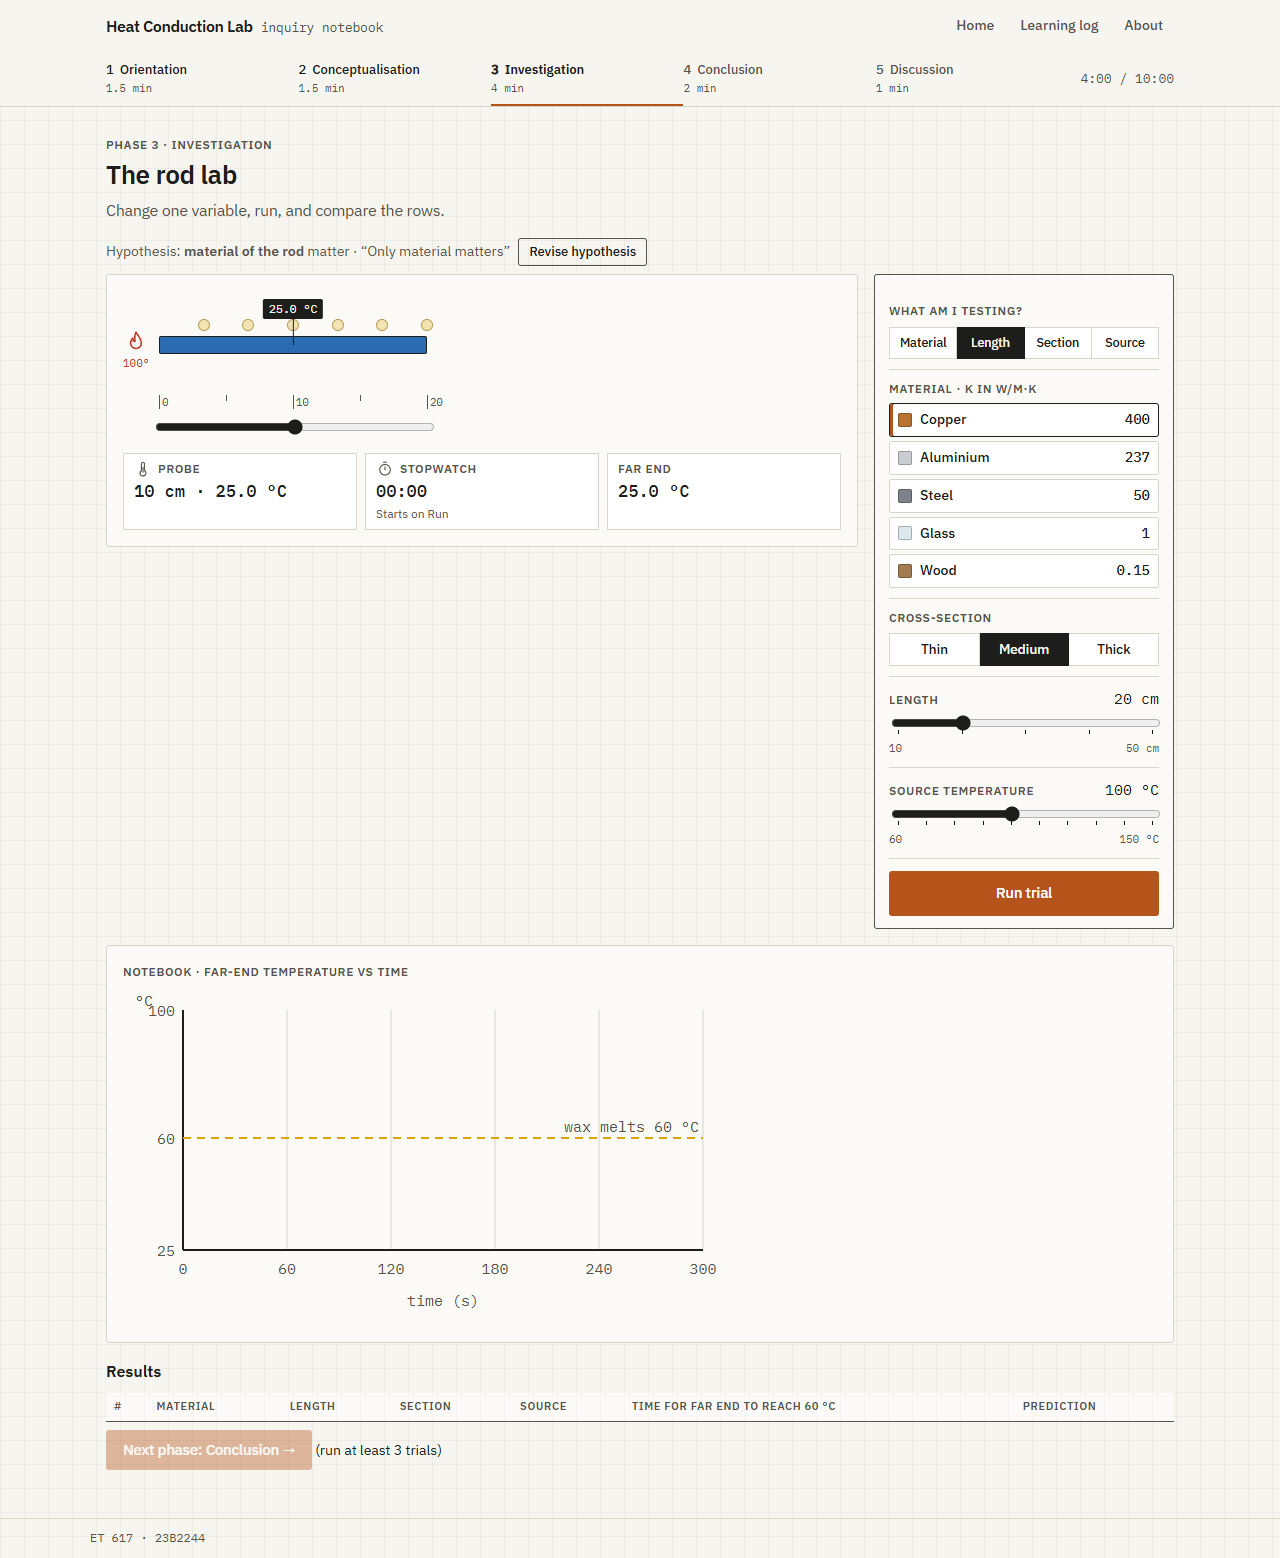 Heat Conduction Lab inquiry notebook
Home Learning log About
1 Orientation
1.5 min
2 Conceptualisation
1.5 min
3 Investigation
4 min
4 Conclusion
2 min
5 Discussion
1 min
4:00 / 10:00
PHASE 3 · INVESTIGATION
The rod lab
Change one variable, run, and compare the rows.
Hypothesis: material of the rod matter · “Only material matters” Revise hypothesis
25.0 °C
100°
0 10 20
PROBE
10 cm · 25.0 °C
STOPWATCH
00:00
Starts on Run
FAR END
25.0 °C
WHAT AM I TESTING?
Material Length Section Source
MATERIAL · K IN W/M·K
Copper 400
Aluminium 237
Steel 50
Glass 1
Wood 0.15
CROSS-SECTION
Thin Medium Thick
LENGTH 20 cm
10 50 cm
SOURCE TEMPERATURE 100 °C
60 150 °C
Run trial
NOTEBOOK · FAR-END TEMPERATURE VS TIME
°C
100
wax melts 60 °C
60
25
0 60 120 180 240 300
time (s)
Results
# MATERIAL LENGTH SECTION SOURCE TIME FOR FAR END TO REACH 60 °C PREDICTION
Next phase: Conclusion → (run at least 3 trials)
ET 617 · 23B2244